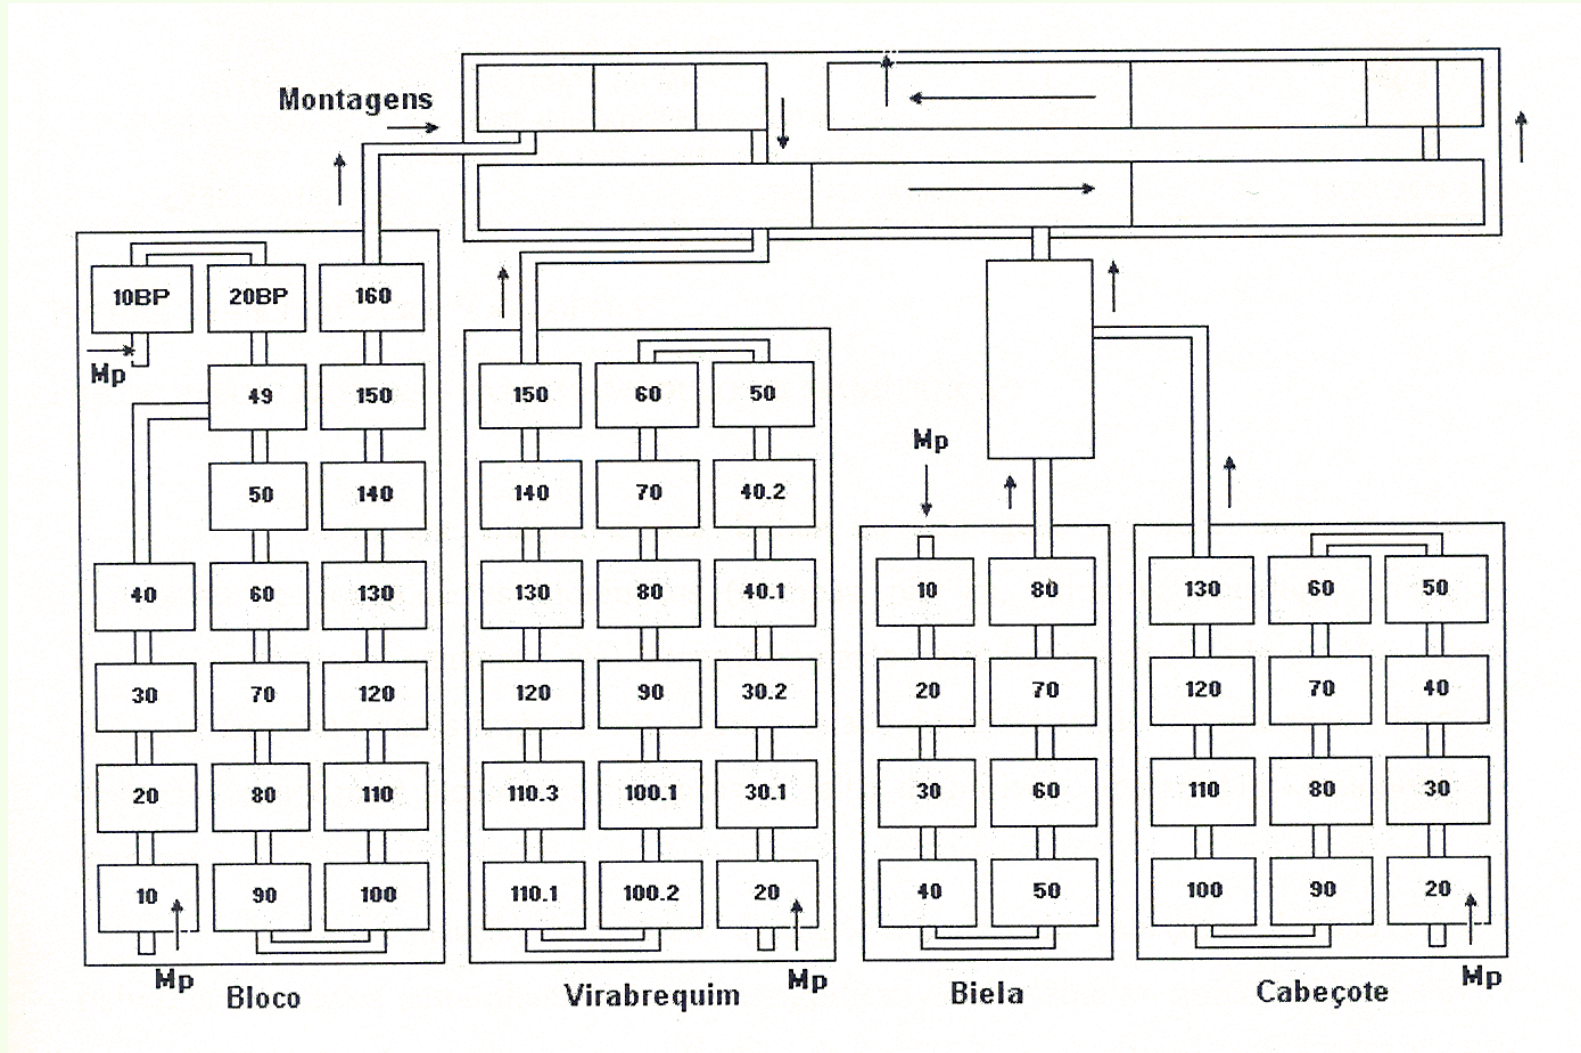 Montagens
10BP 20BP 160
Mp
49 150
50 140
40 60 130
30 70 120
20 80 110
10 90 100
Mp
Bloco
150 60 50
140 70 40.2
130 80 40.1
120 90 30.2
110.3 100.1 30.1
110.1 100.2 20
Mp
Virabrequim
Mp
10 80
20 70
30 60
40 50
Biela
130 60 50
120 70 40
110 80 30
100 90 20
Mp
Cabeçote